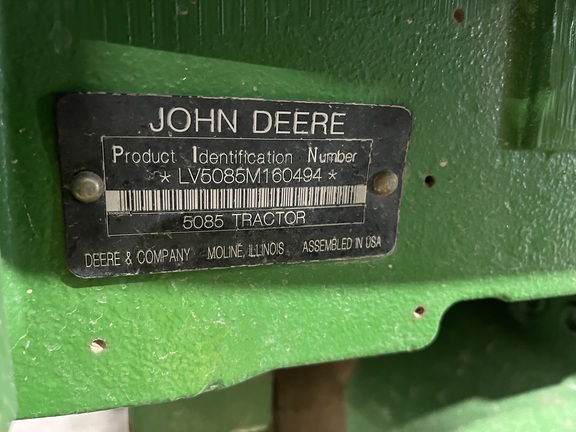 JOHN DEERE
Product Identification Number
* LV5085M160494 *
5085 TRACTOR
DEERE & COMPANY MOLINE, ILLINOIS ASSEMBLED IN USA